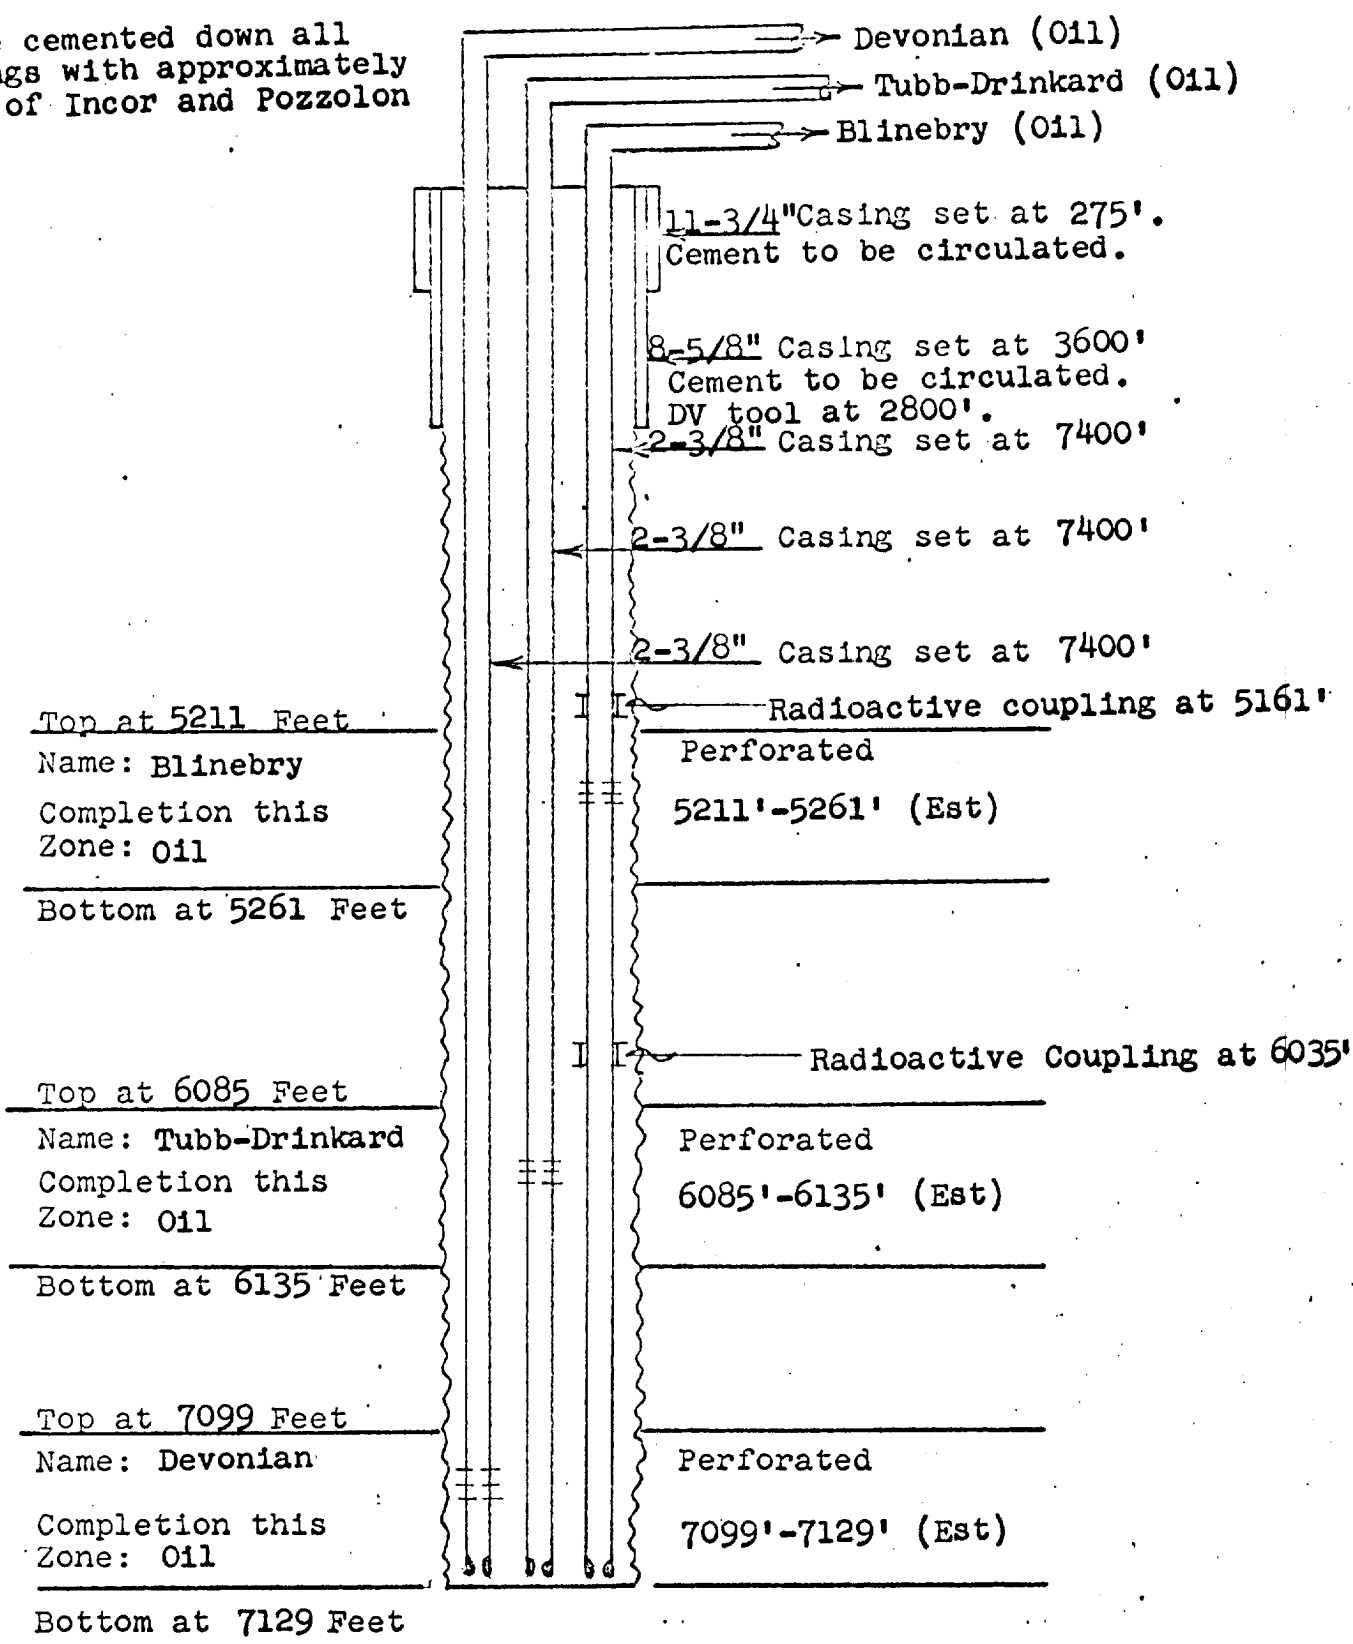 cemented down all
with approximately
of Incor and Pozzolon
Devonian (Oil)
Tubb-Drinkard (Oil)
Blinebry (Oil)
11-3/4" Casing set at 275'.
Cement to be circulated.
8-5/8" Casing set at 3600'
Cement to be circulated.
DV tool at 2800'.
2-3/8" Casing set at 7400'
2-3/8" Casing set at 7400'
2-3/8" Casing set at 7400'
Radioactive coupling at 5161'
Top at 5211 Feet
Name: Blinebry
Completion this
Zone: Oil
Bottom at 5261 Feet
Perforated
5211'-5261' (Est)
Radioactive Coupling at 6035'
Top at 6085 Feet
Name: Tubb-Drinkard
Completion this
Zone: Oil
Bottom at 6135 Feet
Perforated
6085'-6135' (Est)
Top at 7099 Feet
Name: Devonian
Completion this
Zone: Oil
Bottom at 7129 Feet
Perforated
7099'-7129' (Est)